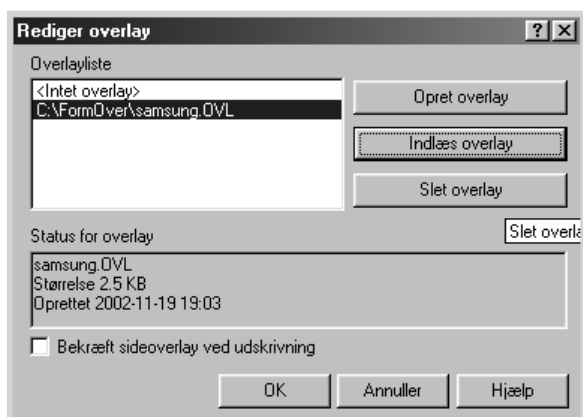 Rediger overlay
Overlayliste
<Intet overlay>
C:\FormOver\samsung.OVL
Opret overlay
Indlæs overlay
Slet overlay
Status for overlay
Slet overla
samsung.OVL
Størrelse 2.5 KB
Oprettet 2002-11-19 19:03
Bekræft sideoverlay ved udskrivning
OK
Annuller
Hjælp